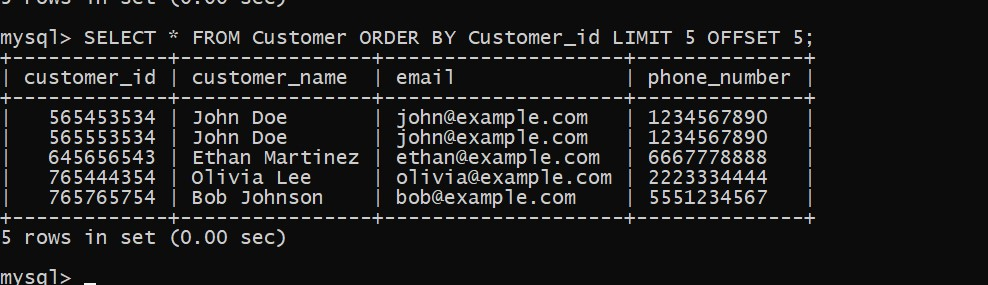 5 rows in set (0.00 sec)
mysql> SELECT * FROM Customer ORDER BY Customer_id LIMIT 5 OFFSET 5;
+-------------+----------------+--------------------+--------------+
| customer_id | customer_name | email | phone_number |
+-------------+----------------+--------------------+--------------+
| 565453534 | John Doe | john@example.com | 1234567890 |
| 565553534 | John Doe | john@example.com | 1234567890 |
| 645656543 | Ethan Martinez | ethan@example.com | 6667778888 |
| 765444354 | Olivia Lee | olivia@example.com | 2223334444 |
| 765765754 | Bob Johnson | bob@example.com | 5551234567 |
+-------------+----------------+--------------------+--------------+
5 rows in set (0.00 sec)
mysql> _